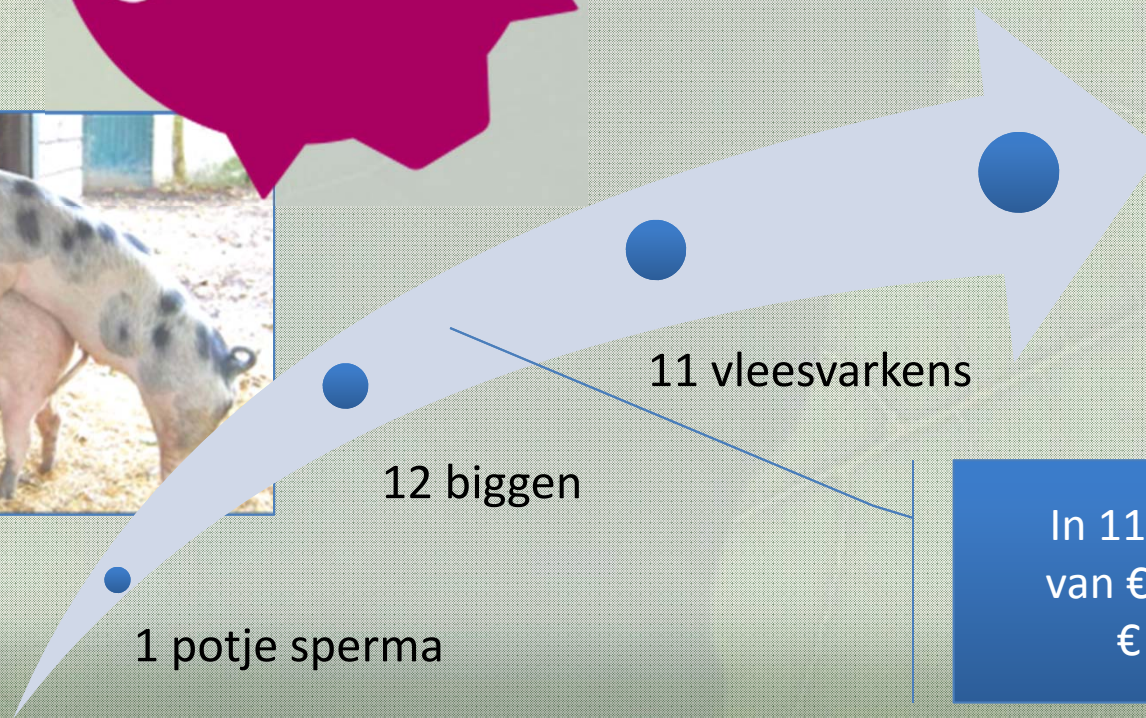 11 vleesvarkens
12 biggen
In 11
van €
€
1 potje sperma